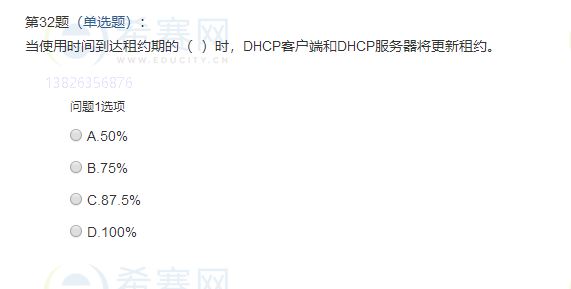 第32题（单选题）：
当使用时间到达租约期的（ ）时，DHCP客户端和DHCP服务器将更新租约。
希赛网
WWW.EDUCITY.CN
13826356876
问题1选项
A.50%
B.75%
C.87.5%
D.100%
希赛网